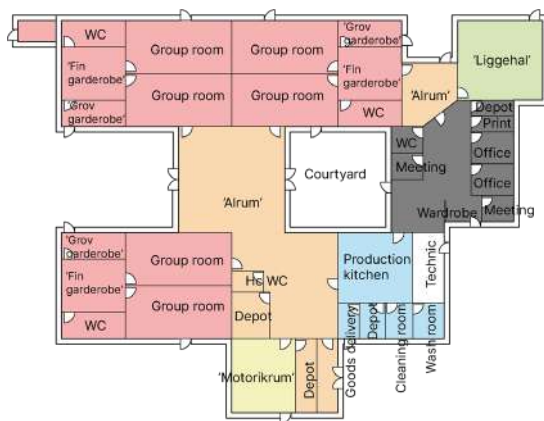 WC
Group room
Group room
'Grov
garderobe'
'Liggehal'
'Fin
garderobe'
'Fin
garderobe'
'Grov
garderobe'
Group room
Group room
WC
'Alrum'
Depot
Print
WC
Office
Meeting
Courtyard
Office
'Alrum'
Wardrobe
Meeting
'Grov
garderobe'
Group room
Production
kitchen
Technic
'Fin
garderobe'
Hc WC
Group room
Depot
WC
Goods delivery
Depot
Cleaning room
Wash room
'Motorikrum'
Depot